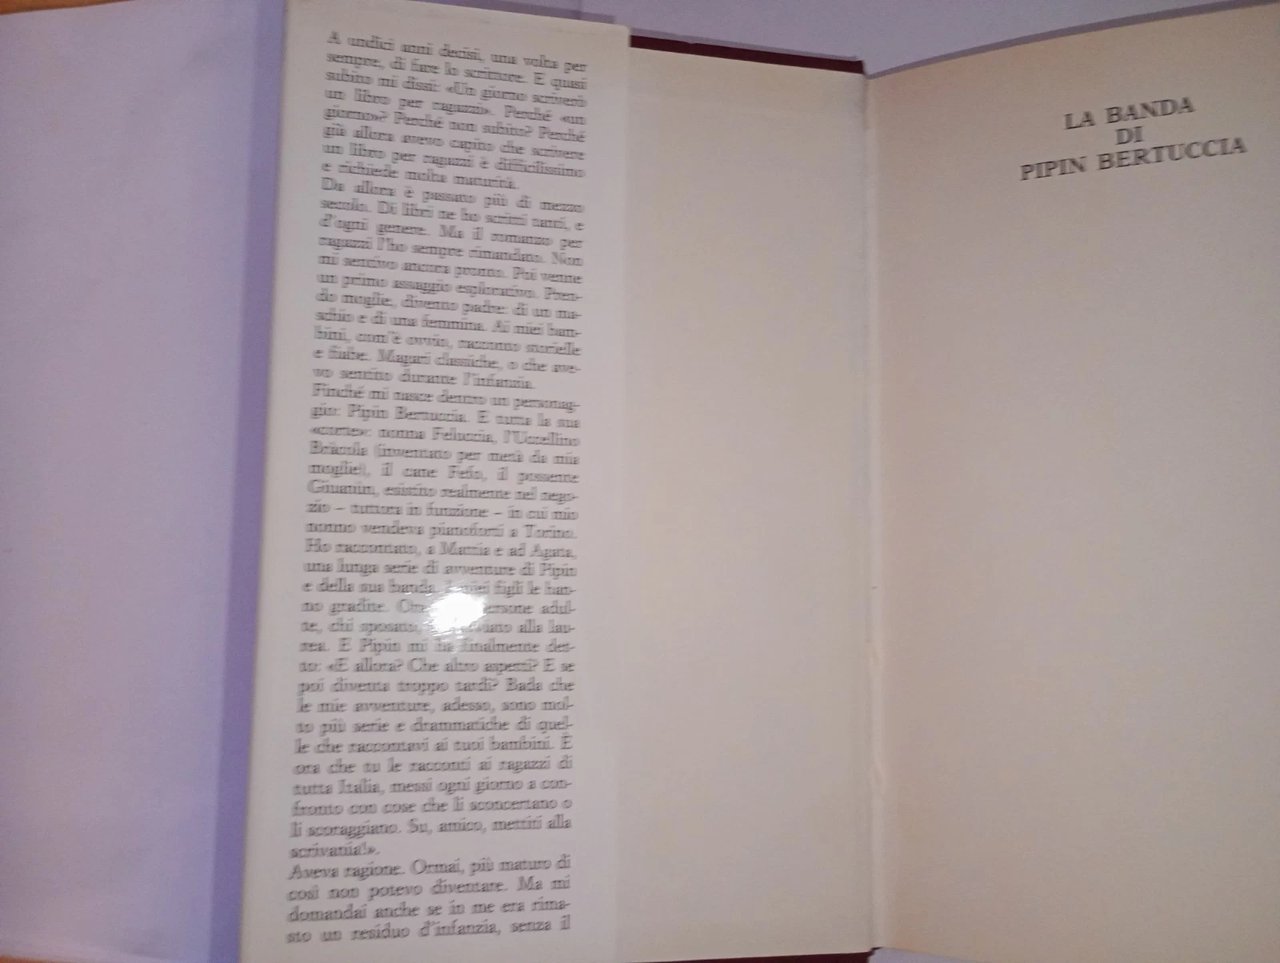 A undici anni decisi, una volta per
sempre, di fare lo scrittore. E quasi
subito mi dissi: «Un giorno scriverò
un libro per ragazzi». Perché «un
giorno»? Perché non subito? Perché
già allora avevo capito che scrivere
un libro per ragazzi è difficilissimo
e richiede molta maturità.
Da allora è passato più di mezzo
secolo. Di libri ne ho scritti tanti, e
d'ogni genere. Ma il romanzo per
ragazzi l'ho sempre rimandato. Non
mi sentivo ancora pronto. Poi venne
un primo assaggio esplorativo. Pren-
do moglie, divento padre: di un ma-
schio e di una femmina. Ai miei bam-
bini, com'è ovvio, racconto storielle
e fiabe. Magari classiche, o che ave-
vo sentito durante l'infanzia.
Finché mi nasce dentro un personag-
gio: Pipin Bertuccia. E tutta la sua
«corte»: nonna Feluccia, l'Uccellino
Dràcula (inventato per metà da mia
moglie), il cane Fefo, il possente
Giuanin, esistito realmente nel nego-
zio – tuttora in funzione – in cui mio
nonno vendeva pianoforti a Torino.
Ho raccontato, a Mattia e ad Agata,
una lunga serie di avventure di Pipin
e della sua banda. I miei figli le han-
no gradite. persone adul-
te, chi sposato, alla lau-
rea. E Pipin mi ha finalmente det-
to: «E allora? Che altro aspetti? E se
poi diventa troppo tardi? Bada che
le mie avventure, adesso, sono mol-
to più serie e drammatiche di quel-
le che raccontavi ai tuoi bambini. È
ora che tu le racconti ai ragazzi di
tutta Italia, messi ogni giorno a con-
fronto con cose che li sconcertano o
li scoraggiano. Su, amico, mettiti alla
scrivania!».
Aveva ragione. Ormai, più maturo di
così non potevo diventare. Ma mi
domandai anche se in me era rima-
sto un residuo d'infanzia, senza il
LA BANDA
DI
PIPIN BERTUCCIA